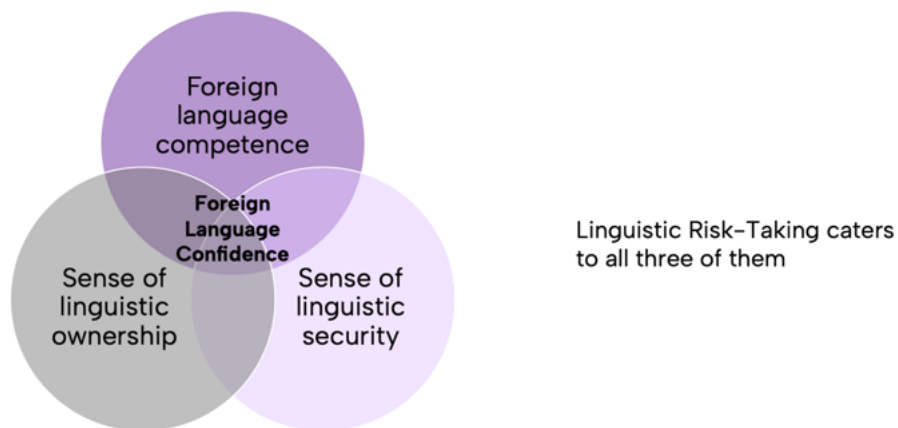 Foreign
language
competence
Foreign
Language
Confidence
Sense of
linguistic
ownership
Sense of
linguistic
security
Linguistic Risk-Taking caters
to all three of them